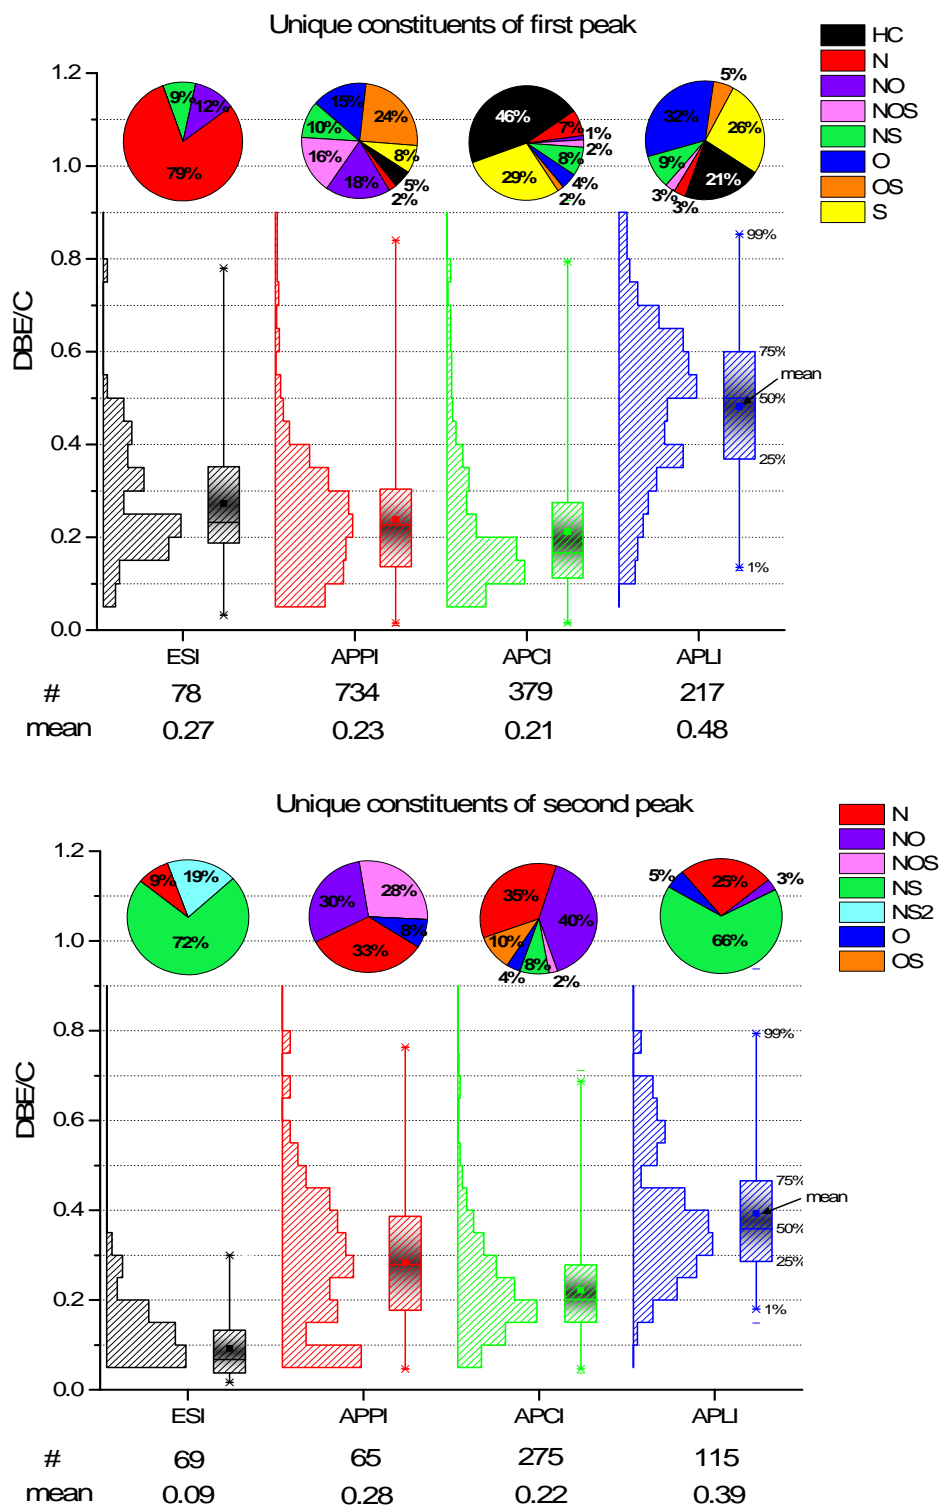 Unique constituents of first peak
HC
N
NO
NOS
NS
O
OS
S
1.2
1.0
0.8
0.6
0.4
0.2
0.0
DBE/C
9%
12%
79%
15%
24%
10%
8%
16%
5%
18%
2%
46%
7%
1%
2%
8%
29%
4%
2%
5%
32%
26%
9%
3%
3%
21%
99%
75%
mean
50%
25%
1%
ESI APPI APCI APLI
# 78 734 379 217
mean 0.27 0.23 0.21 0.48
Unique constituents of second peak
N
NO
NOS
NS
NS2
O
OS
1.2
1.0
0.8
0.6
0.4
0.2
0.0
DBE/C
9%
19%
72%
30%
28%
8%
33%
35%
40%
10%
4%
8%
2%
5%
25%
3%
66%
99%
75%
mean
50%
25%
1%
ESI APPI APCI APLI
# 69 65 275 115
mean 0.09 0.28 0.22 0.39